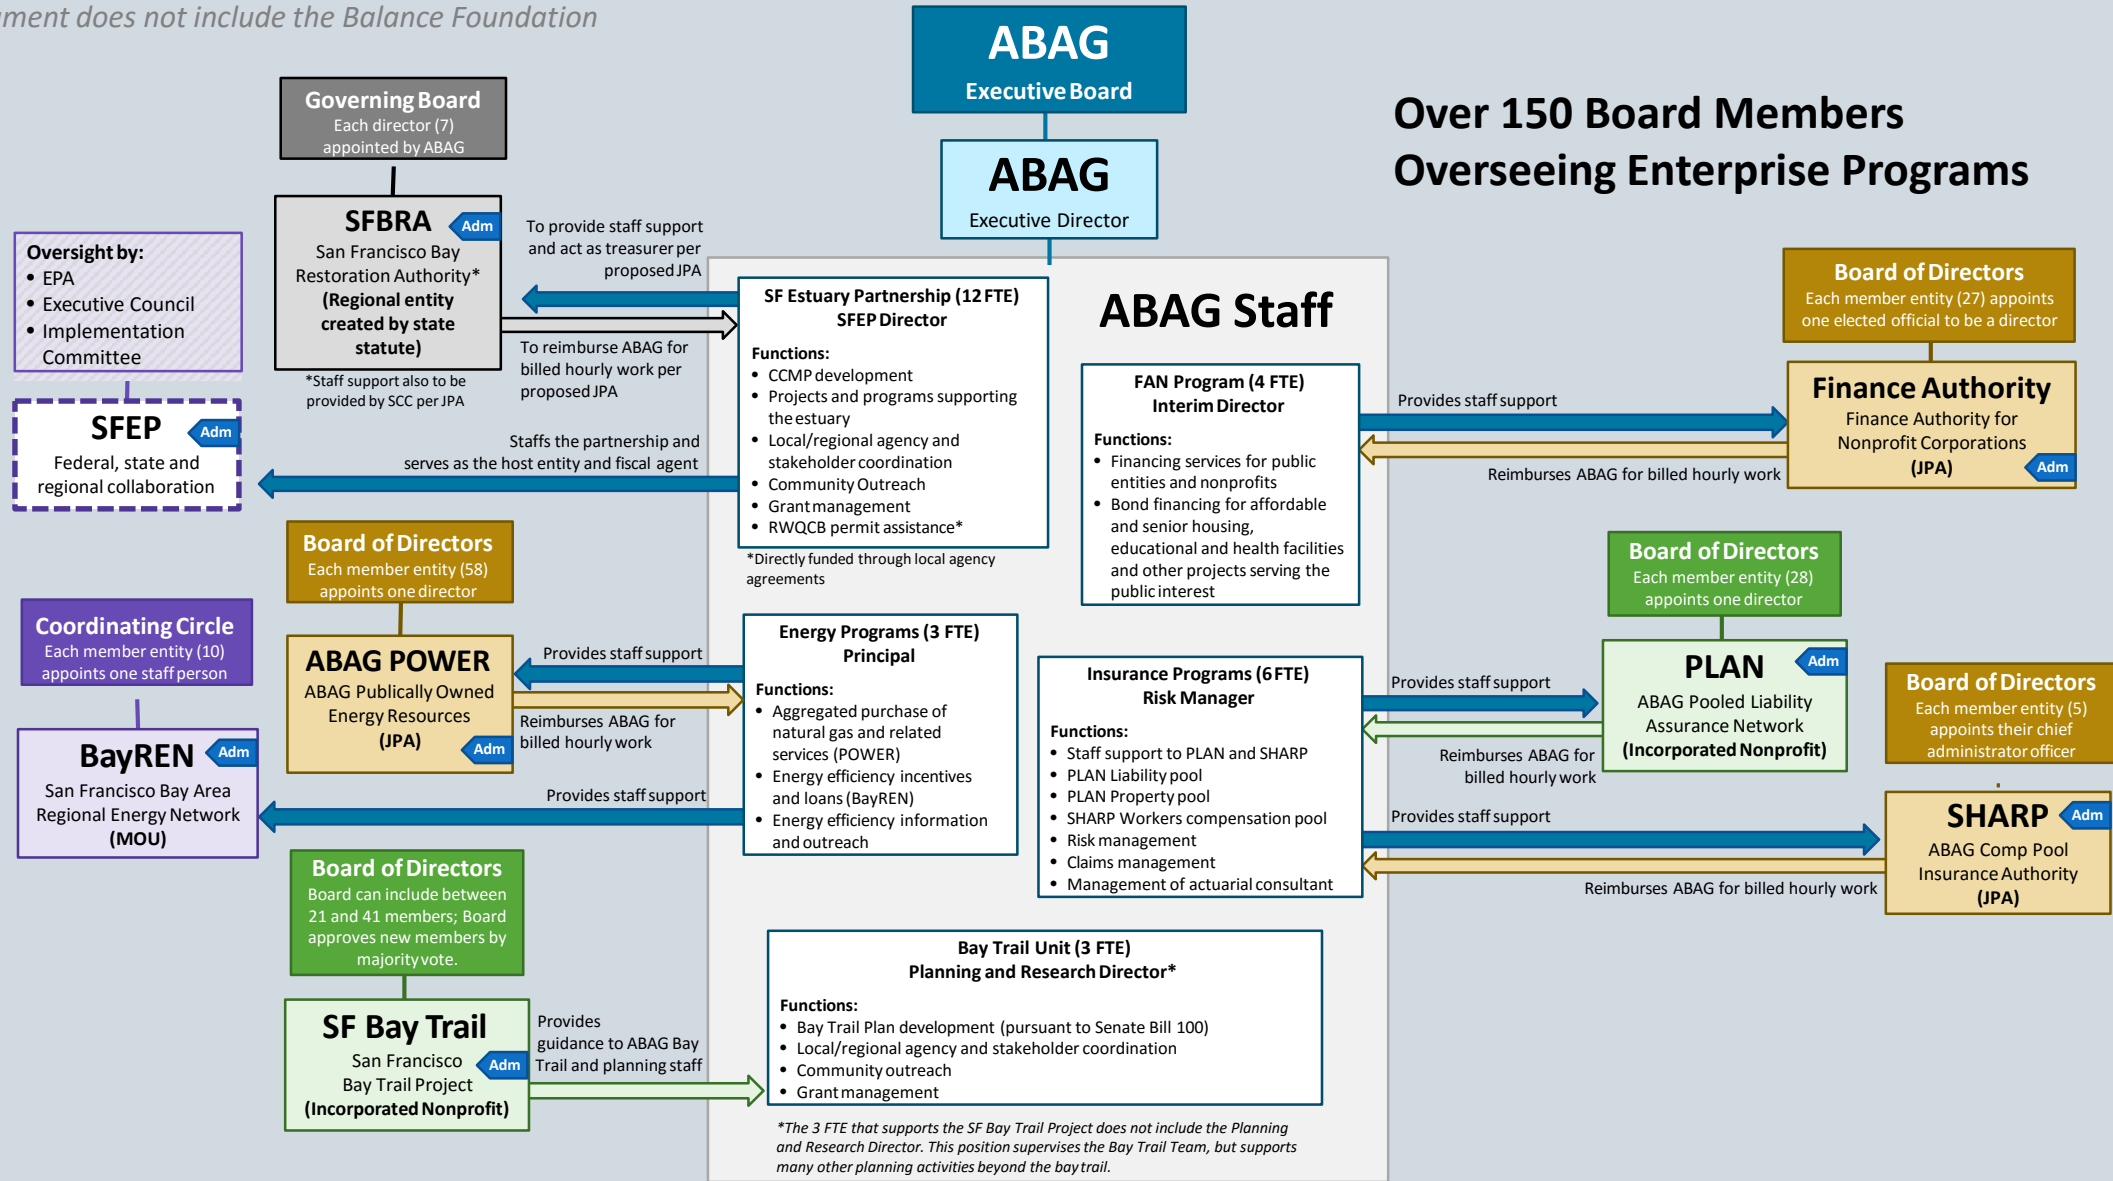 ument does not include the Balance Foundation
ABAG
Executive Board
ABAG
Executive Director
Over 150 Board Members
Overseeing Enterprise Programs
Governing Board
Each director (7)
appointed by ABAG
SFBRA
Adm
San Francisco Bay
Restoration Authority*
(Regional entity
created by state
statute)
*Staff support also to be
provided by SCC per JPA
To provide staff support
and act as treasurer per
proposed JPA
To reimburse ABAG for
billed hourly work per
proposed JPA
Oversight by:
• EPA
• Executive Council
• Implementation
Committee
SFEP
Adm
Federal, state and
regional collaboration
Staffs the partnership and
serves as the host entity and fiscal agent
ABAG Staff
SF Estuary Partnership (12 FTE)
SFEP Director
Functions:
• CCMP development
• Projects and programs supporting
the estuary
• Local/regional agency and
stakeholder coordination
• Community Outreach
• Grant management
• RWQCB permit assistance*
*Directly funded through local agency
agreements
FAN Program (4 FTE)
Interim Director
Functions:
• Financing services for public
entities and nonprofits
• Bond financing for affordable
and senior housing,
educational and health facilities
and other projects serving the
public interest
Provides staff support
Reimburses ABAG for billed hourly work
Board of Directors
Each member entity (27) appoints
one elected official to be a director
Finance Authority
Finance Authority for
Nonprofit Corporations
(JPA)
Adm
Board of Directors
Each member entity (58)
appoints one director
ABAG POWER
ABAG Publically Owned
Energy Resources
(JPA)
Adm
Provides staff support
Reimburses ABAG for
billed hourly work
Coordinating Circle
Each member entity (10)
appoints one staff person
BayREN
Adm
San Francisco Bay Area
Regional Energy Network
(MOU)
Provides staff support
Energy Programs (3 FTE)
Principal
Functions:
• Aggregated purchase of
natural gas and related
services (POWER)
• Energy efficiency incentives
and loans (BayREN)
• Energy efficiency information
and outreach
Insurance Programs (6 FTE)
Risk Manager
Functions:
• Staff support to PLAN and SHARP
• PLAN Liability pool
• PLAN Property pool
• SHARP Workers compensation pool
• Risk management
• Claims management
• Management of actuarial consultant
Provides staff support
Reimburses ABAG for
billed hourly work
Board of Directors
Each member entity (28)
appoints one director
PLAN
Adm
ABAG Pooled Liability
Assurance Network
(Incorporated Nonprofit)
Board of Directors
Each member entity (5)
appoints their chief
administrator officer
Provides staff support
Reimburses ABAG for billed hourly work
SHARP
Adm
ABAG Comp Pool
Insurance Authority
(JPA)
Board of Directors
Board can include between
21 and 41 members; Board
approves new members by
majority vote.
SF Bay Trail
San Francisco
Bay Trail Project
(Incorporated Nonprofit)
Adm
Provides
guidance to ABAG Bay
Trail and planning staff
Bay Trail Unit (3 FTE)
Planning and Research Director*
Functions:
• Bay Trail Plan development (pursuant to Senate Bill 100)
• Local/regional agency and stakeholder coordination
• Community outreach
• Grant management
*The 3 FTE that supports the SF Bay Trail Project does not include the Planning
and Research Director. This position supervises the Bay Trail Team, but supports
many other planning activities beyond the bay trail.